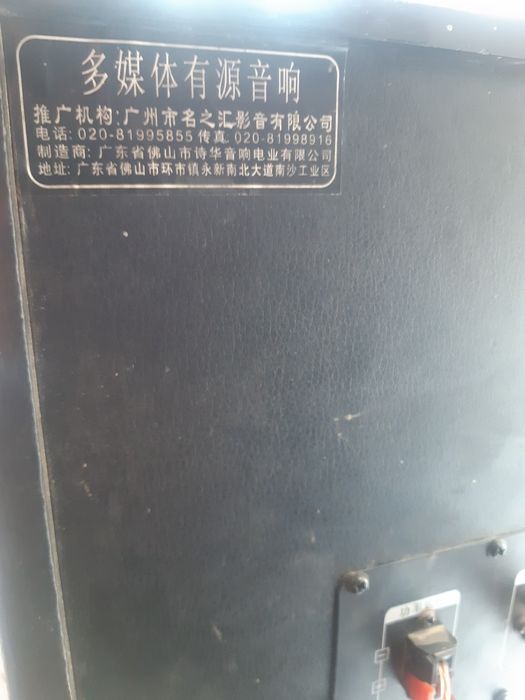 多媒体有源音响
推广机构:广州市名之汇影音有限公司
电话: 020-81995855 传真: 020-81998916
制造商: 广东省佛山市诗华音响电业有限公司
地址: 广东省佛山市环市镇永新南北大道南沙工业区
功率